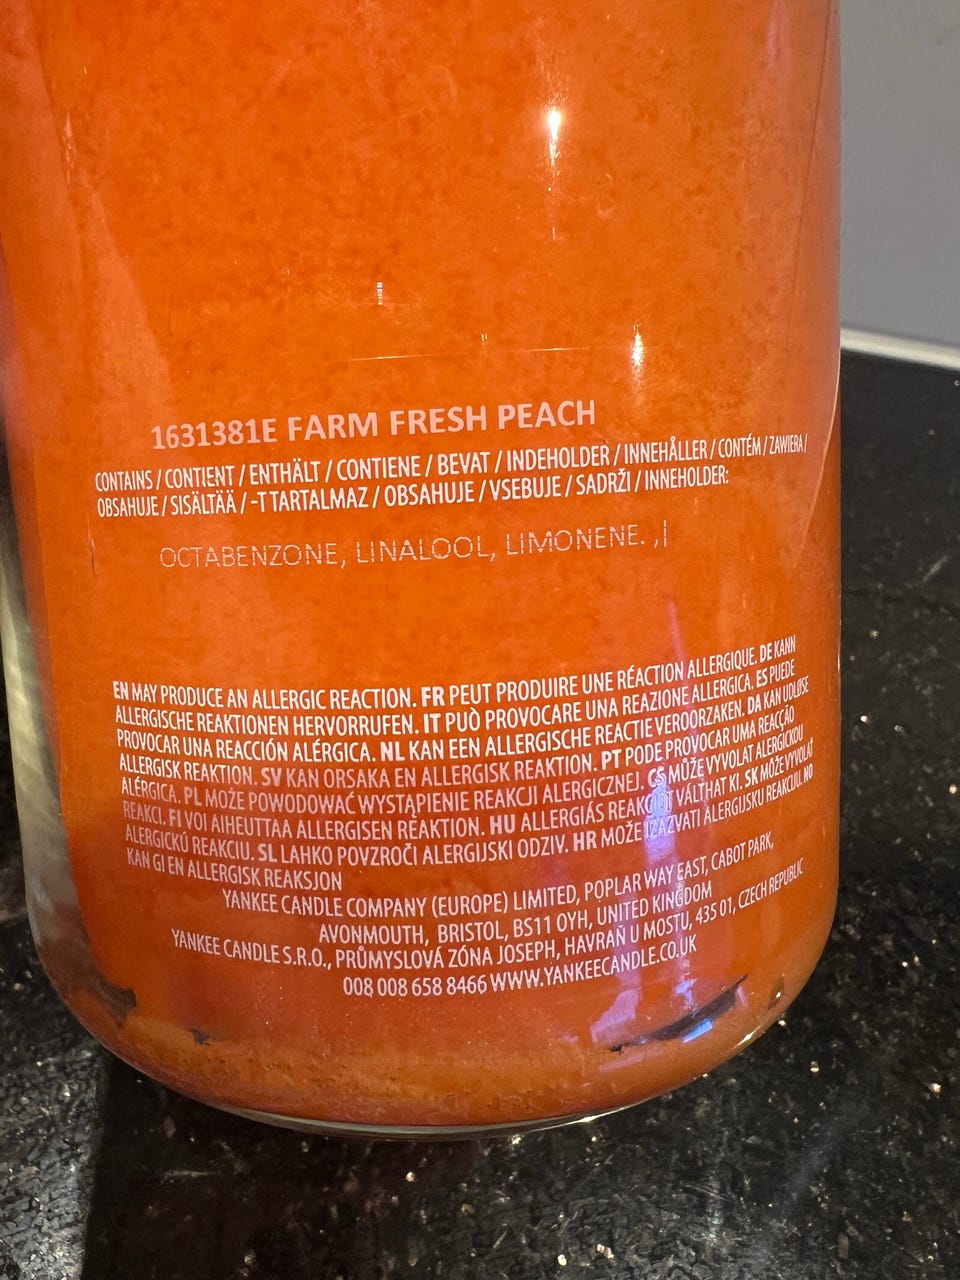 1631381E FARM FRESH PEACH
CONTAINS / CONTIENT / ENTHÄLT / CONTIENE / BEVAT / INDEHOLDER / INNEHÅLLER / CONTÉM / ZAWIERA /
OBSAHUJE / SISÄLTÄÄ / -T TARTALMAZ / OBSAHUJE / VSEBUJE / SADRŽI / INNEHOLDER:
OCTABENZONE, LINALOOL, LIMONENE. ,|
EN MAY PRODUCE AN ALLERGIC REACTION. FR PEUT PRODUIRE UNE RÉACTION ALLERGIQUE. DE KANN
ALLERGISCHE REAKTIONEN HERVORRUFEN. IT PUÒ PROVOCARE UNA REAZIONE ALLERGICA. ES PUEDE
PROVOCAR UNA REACCIÓN ALÉRGICA. NL KAN EEN ALLERGISCHE REACTIE VEROORZAKEN. DA KAN UDLØSE
ALLERGISK REAKTION. SV KAN ORSAKA EN ALLERGISK REAKTION. PT PODE PROVOCAR UMA REACÇÃO
ALÉRGICA. PL MOŻE POWODOWAĆ WYSTĄPIENIE REAKCJI ALERGICZNEJ. CS MŮŽE VYVOLAT ALERGICKOU
REAKCI. FI VOI AIHEUTTAA ALLERGISEN REAKTION. HU ALLERGIÁS REAKCIÓT VÁLTHAT KI. SK MÔŽE VYVOLAŤ
ALERGICKÚ REAKCIU. SL LAHKO POVZROČI ALERGIJSKI ODZIV. HR MOŽE IZAZVATI ALERGIJSKU REAKCIJU. NO
KAN GI EN ALLERGISK REAKSJON
YANKEE CANDLE COMPANY (EUROPE) LIMITED, POPLAR WAY EAST, CABOT PARK,
AVONMOUTH, BRISTOL, BS11 0YH, UNITED KINGDOM
YANKEE CANDLE S.R.O., PRŮMYSLOVÁ ZÓNA JOSEPH, HAVRAŇ U MOSTU, 435 01, CZECH REPUBLIC
008 008 658 8466 WWW.YANKEECANDLE.CO.UK